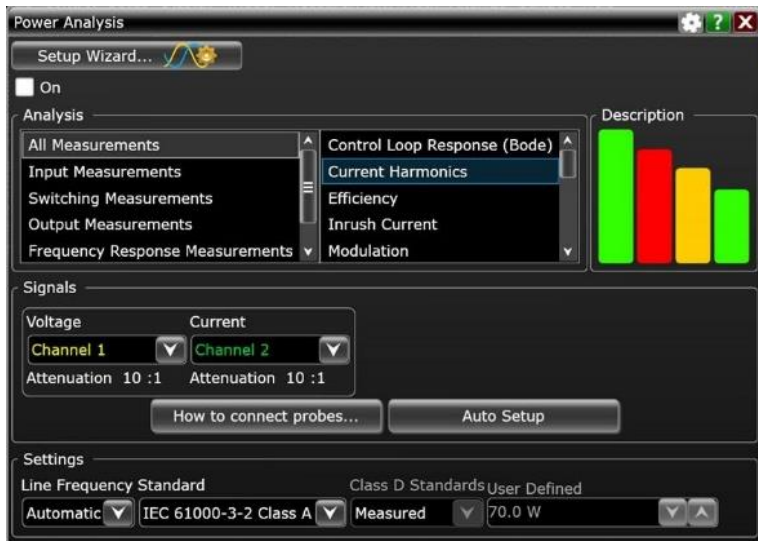 Power Analysis
?
X
Setup Wizard...
On
Analysis
All Measurements
Input Measurements
Switching Measurements
Output Measurements
Frequency Response Measurements
Control Loop Response (Bode)
Current Harmonics
Efficiency
Inrush Current
Modulation
Description
Signals
Voltage
Channel 1
Attenuation 10 :1
Current
Channel 2
Attenuation 10 :1
How to connect probes...
Auto Setup
Settings
Line Frequency
Automatic
Standard
IEC 61000-3-2 Class A
Class D Standards
Measured
User Defined
70.0 W